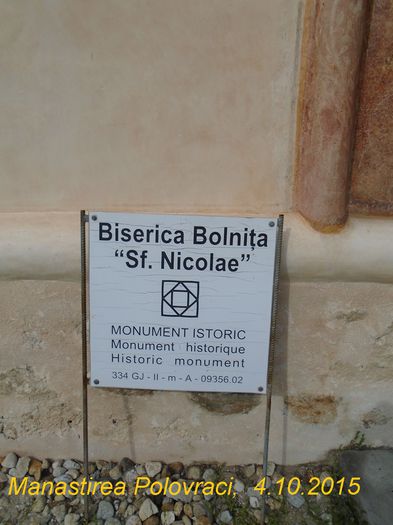 Biserica Bolnița
“Sf. Nicolae”
MONUMENT ISTORIC
Monument historique
Historic monument
334 GJ - II - m - A - 09356.02
Manastirea Polovraci, 4.10.2015